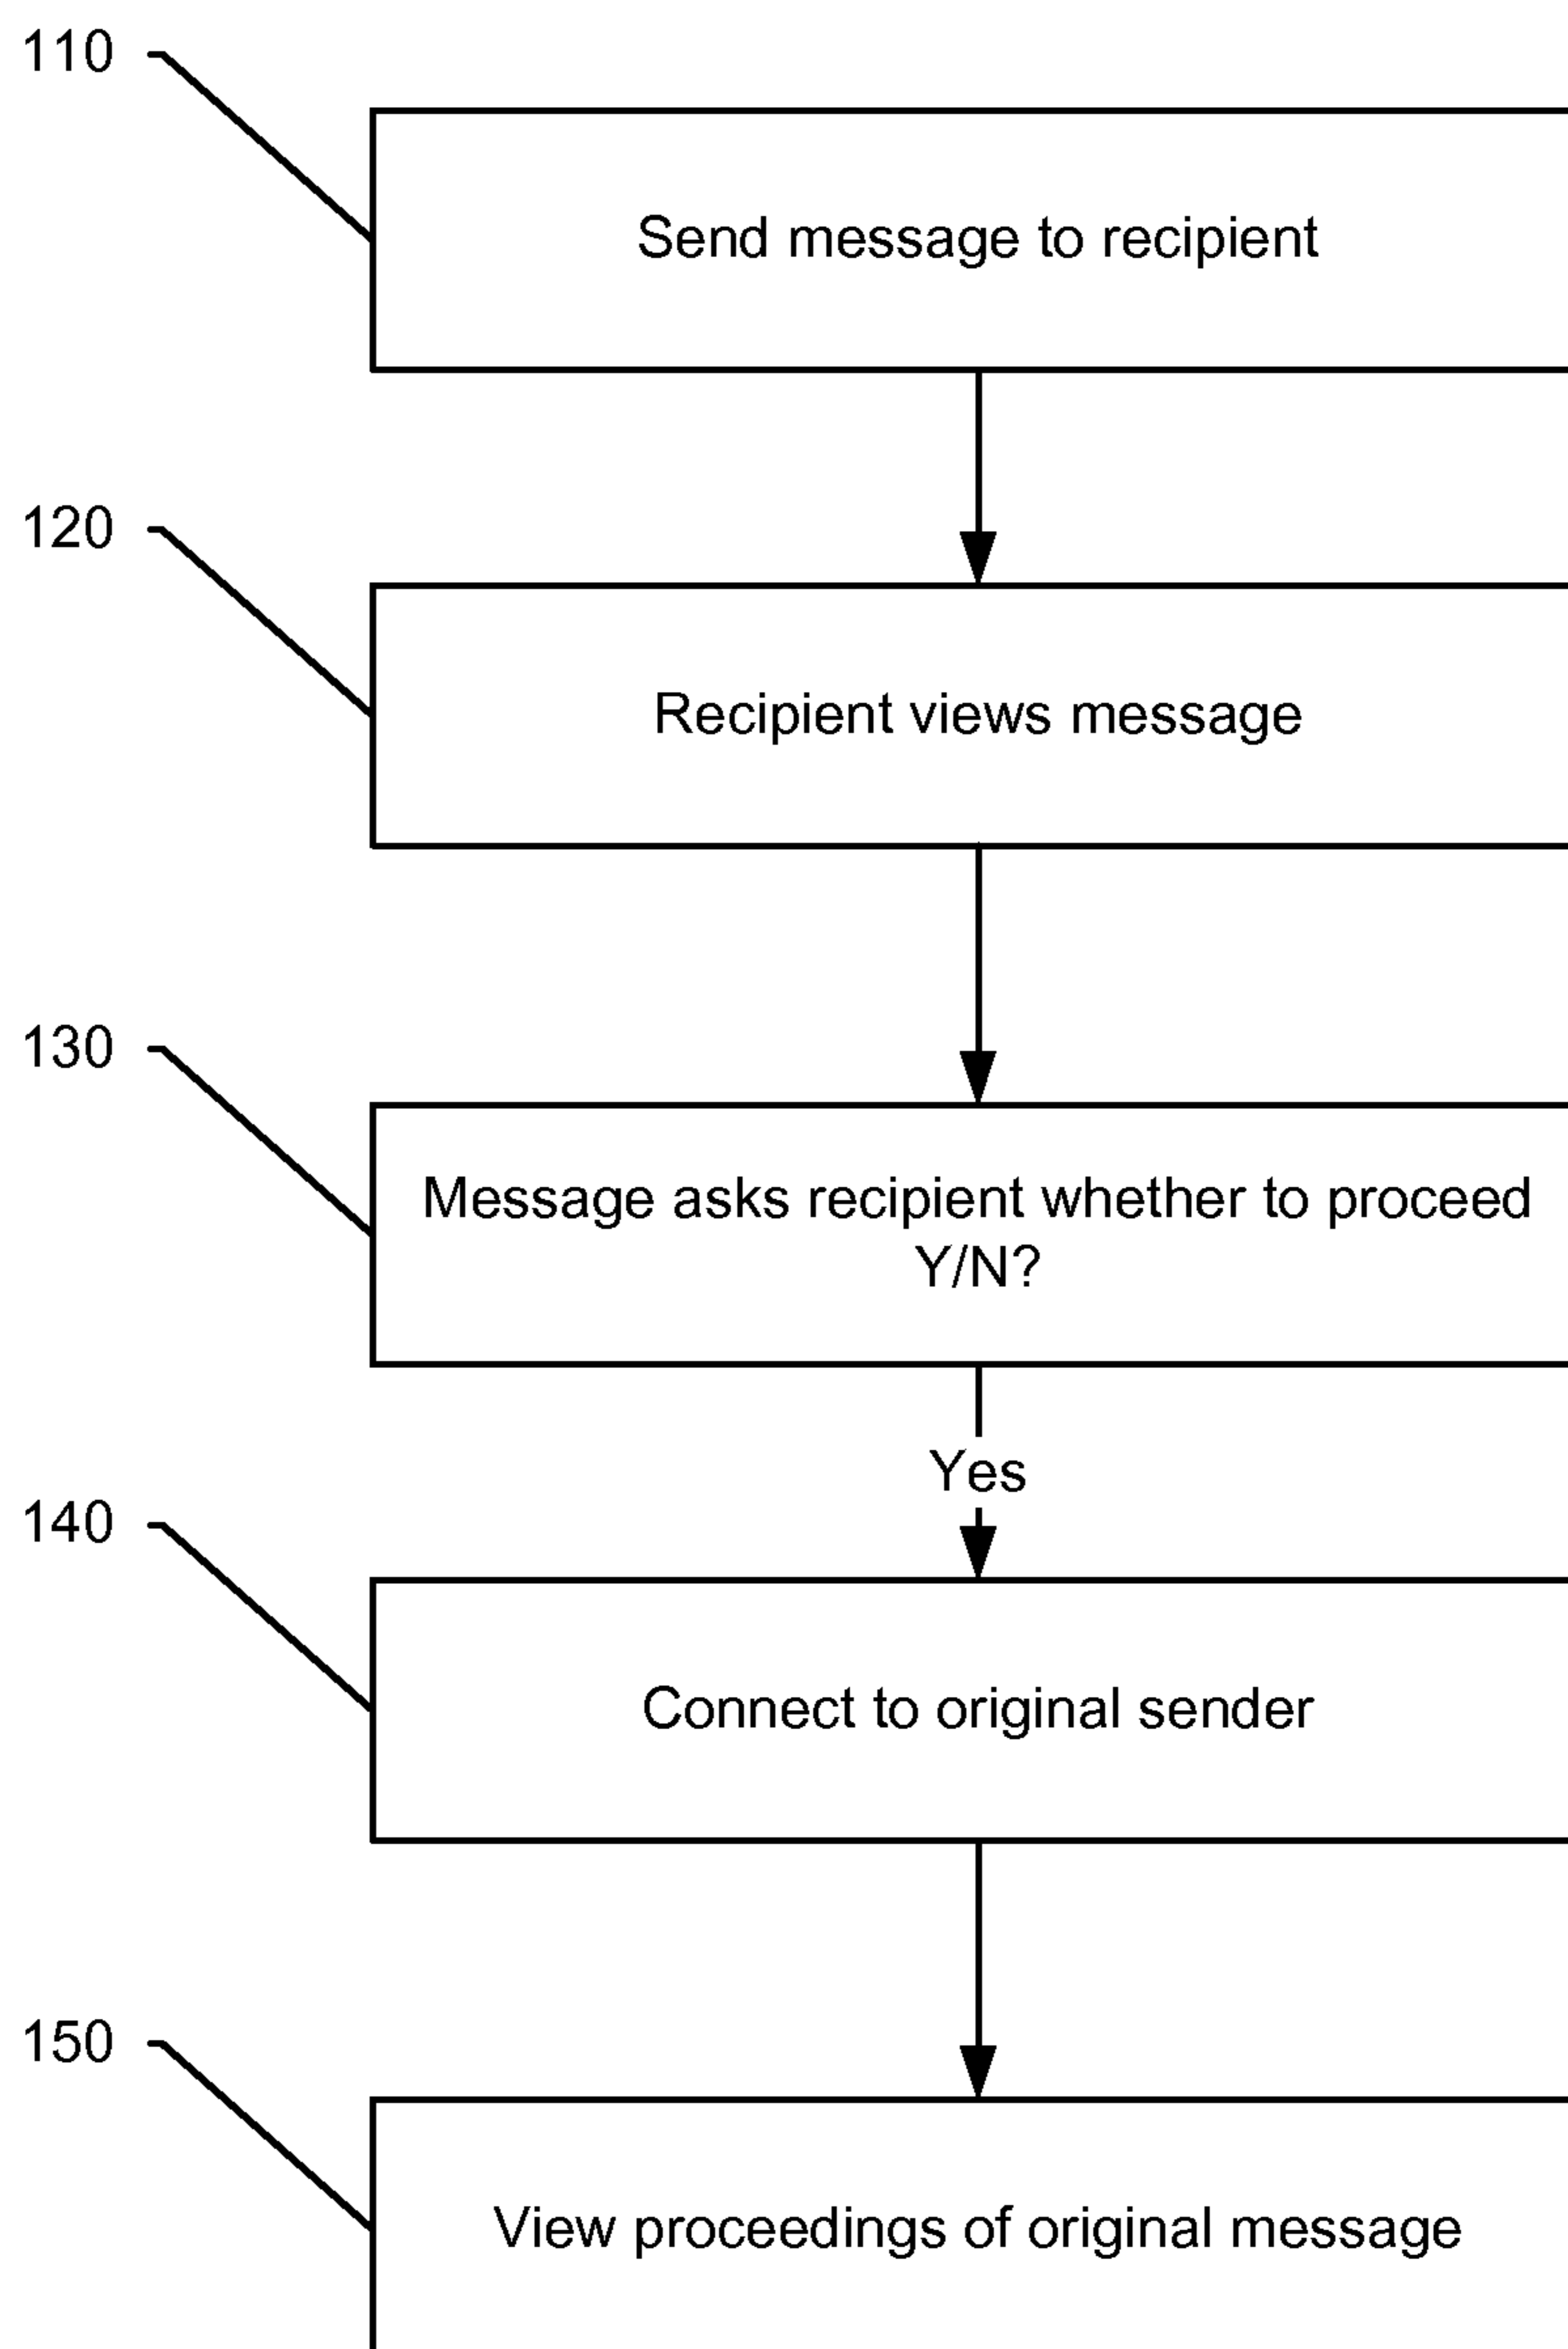 110
Send message to recipient
120
Recipient views message
130
Message asks recipient whether to proceed
Y/N?
Yes
140
Connect to original sender
150
View proceedings of original message